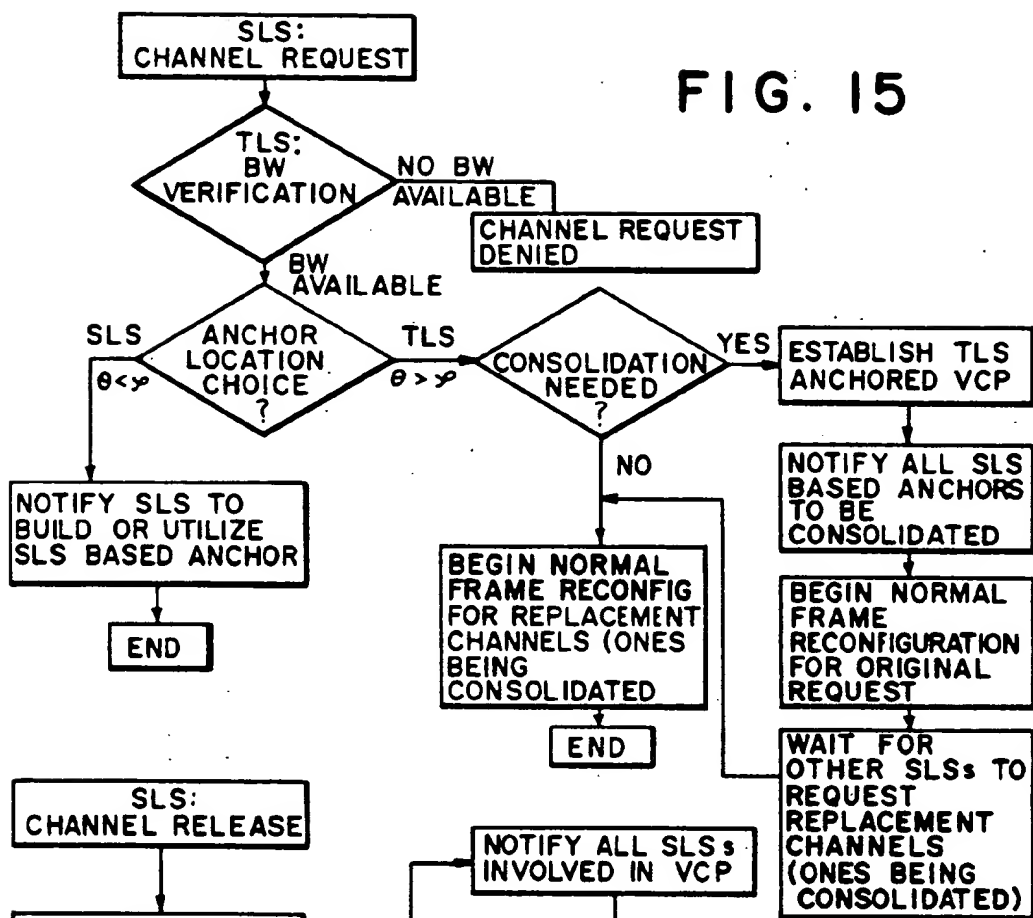 SLS:
CHANNEL REQUEST
FIG. 15
TLS:
BW
VERIFICATION
NO BW
AVAILABLE
CHANNEL REQUEST
DENIED
BW
AVAILABLE
SLS
θ<φ
ANCHOR
LOCATION
CHOICE
?
TLS
θ>φ
CONSOLIDATION
NEEDED
?
YES
ESTABLISH TLS
ANCHORED VCP
NO
NOTIFY SLS TO
BUILD OR UTILIZE
SLS BASED ANCHOR
END
NOTIFY ALL SLS
BASED ANCHORS
TO BE
CONSOLIDATED
BEGIN NORMAL
FRAME RECONFIG
FOR REPLACEMENT
CHANNELS (ONES
BEING
CONSOLIDATED
END
BEGIN NORMAL
FRAME
RECONFIGURATION
FOR ORIGINAL
REQUEST
WAIT FOR
OTHER SLSs TO
REQUEST
REPLACEMENT
CHANNELS
(ONES BEING
CONSOLIDATED)
SLS:
CHANNEL RELEASE
NOTIFY ALL SLSs
INVOLVED IN VCP